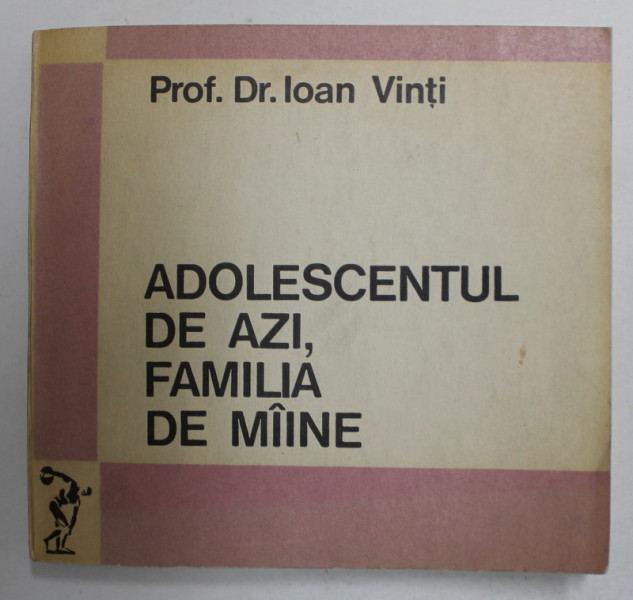 Prof. Dr. Ioan Vinți
ADOLESCENTUL
DE AZI,
FAMILIA
DE MÎINE